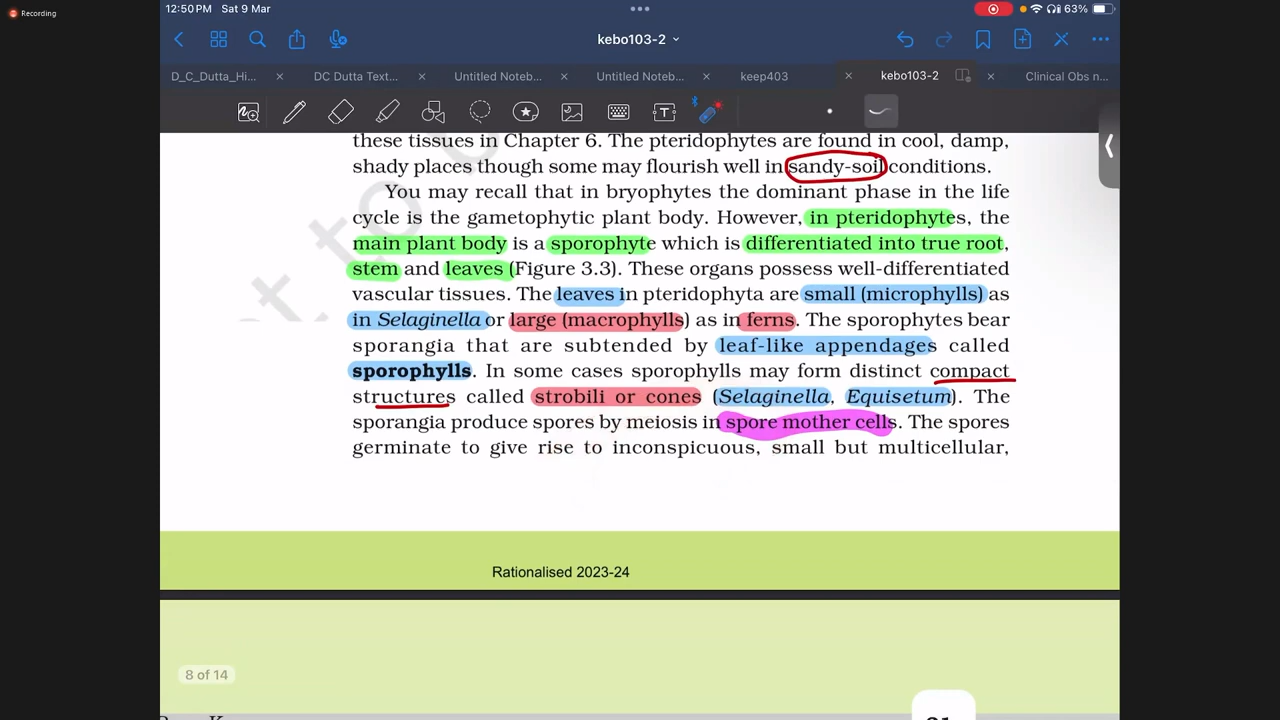 Recording
12:50 PM Sat 9 Mar
63%
kebo103-2
D_C_Dutta_Hi...
DC Dutta Text...
Untitled Noteb...
Untitled Noteb...
keep403
kebo103-2
Clinical Obs n...
these tissues in Chapter 6. The pteridophytes are found in cool, damp,
shady places though some may flourish well in sandy-soil conditions.
You may recall that in bryophytes the dominant phase in the life
cycle is the gametophytic plant body. However, in pteridophytes, the
main plant body is a sporophyte which is differentiated into true root,
stem and leaves (Figure 3.3). These organs possess well-differentiated
vascular tissues. The leaves in pteridophyta are small (microphylls) as
in Selaginella or large (macrophylls) as in ferns. The sporophytes bear
sporangia that are subtended by leaf-like appendages called
sporophylls. In some cases sporophylls may form distinct compact
structures called strobili or cones (Selaginella, Equisetum). The
sporangia produce spores by meiosis in spore mother cells. The spores
germinate to give rise to inconspicuous, small but multicellular,
Rationalised 2023-24
8 of 14